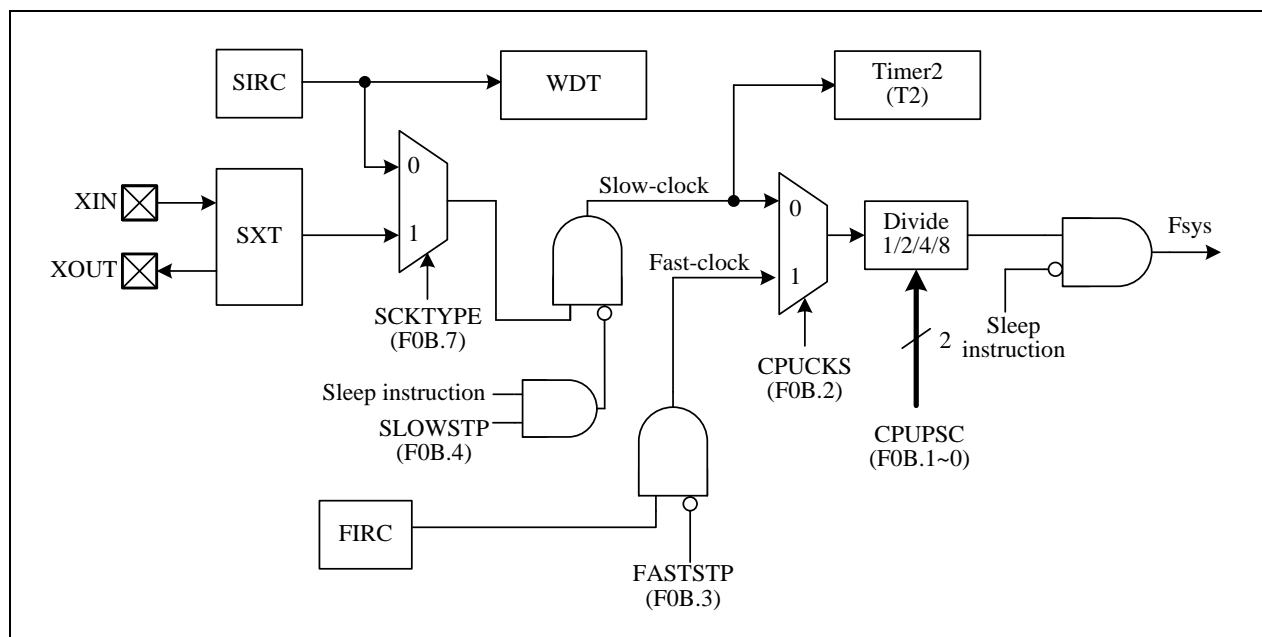 SIRC
WDT
Timer2
(T2)
0
XIN
SXT
1
XOUT
SCKTYPE
(F0B.7)
Slow-clock
Fast-clock
0
1
Divide
1/2/4/8
Fsys
Sleep
instruction
2
CPUCKS
(F0B.2)
Sleep instruction
SLOWSTP
(F0B.4)
CPUPSC
(F0B.1~0)
FIRC
FASTSTP
(F0B.3)